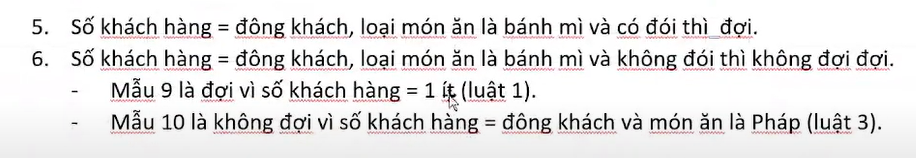 5. Số khách hàng = đông khách, loại món ăn là bánh mì và có đói thì đợi.
6. Số khách hàng = đông khách, loại món ăn là bánh mì và không đói thì không đợi đợi.
- Mẫu 9 là đợi vì số khách hàng = 1 ít (luật 1).
- Mẫu 10 là không đợi vì số khách hàng = đông khách và món ăn là Pháp (luật 3).